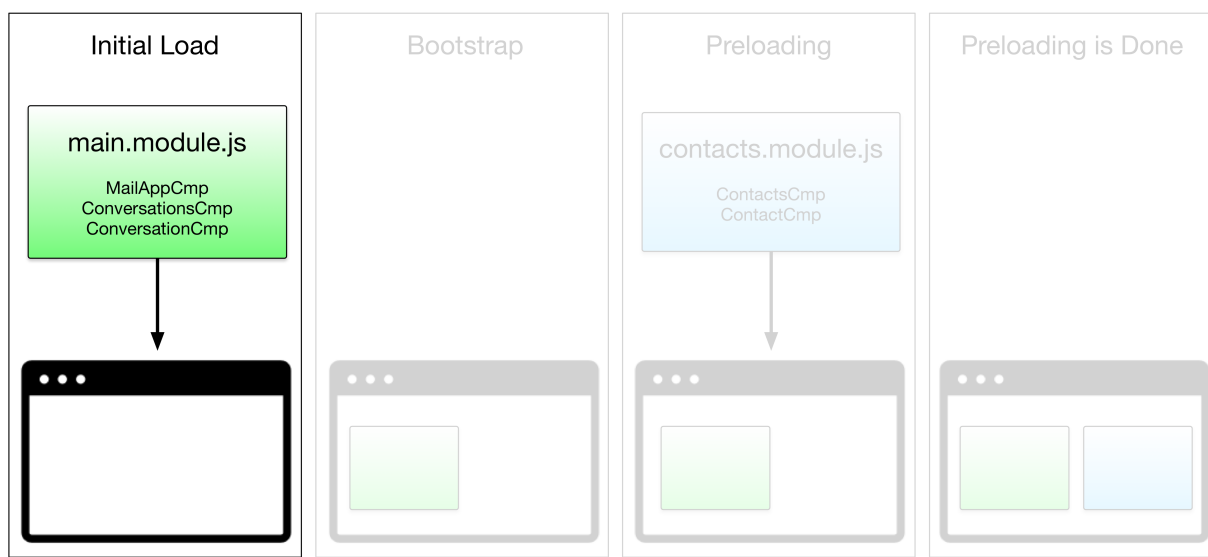 Initial Load
main.module.js
MailAppCmp
ConversationsCmp
ConversationCmp
Bootstrap
Preloading
contacts.module.js
ContactsCmp
ContactCmp
Preloading is Done